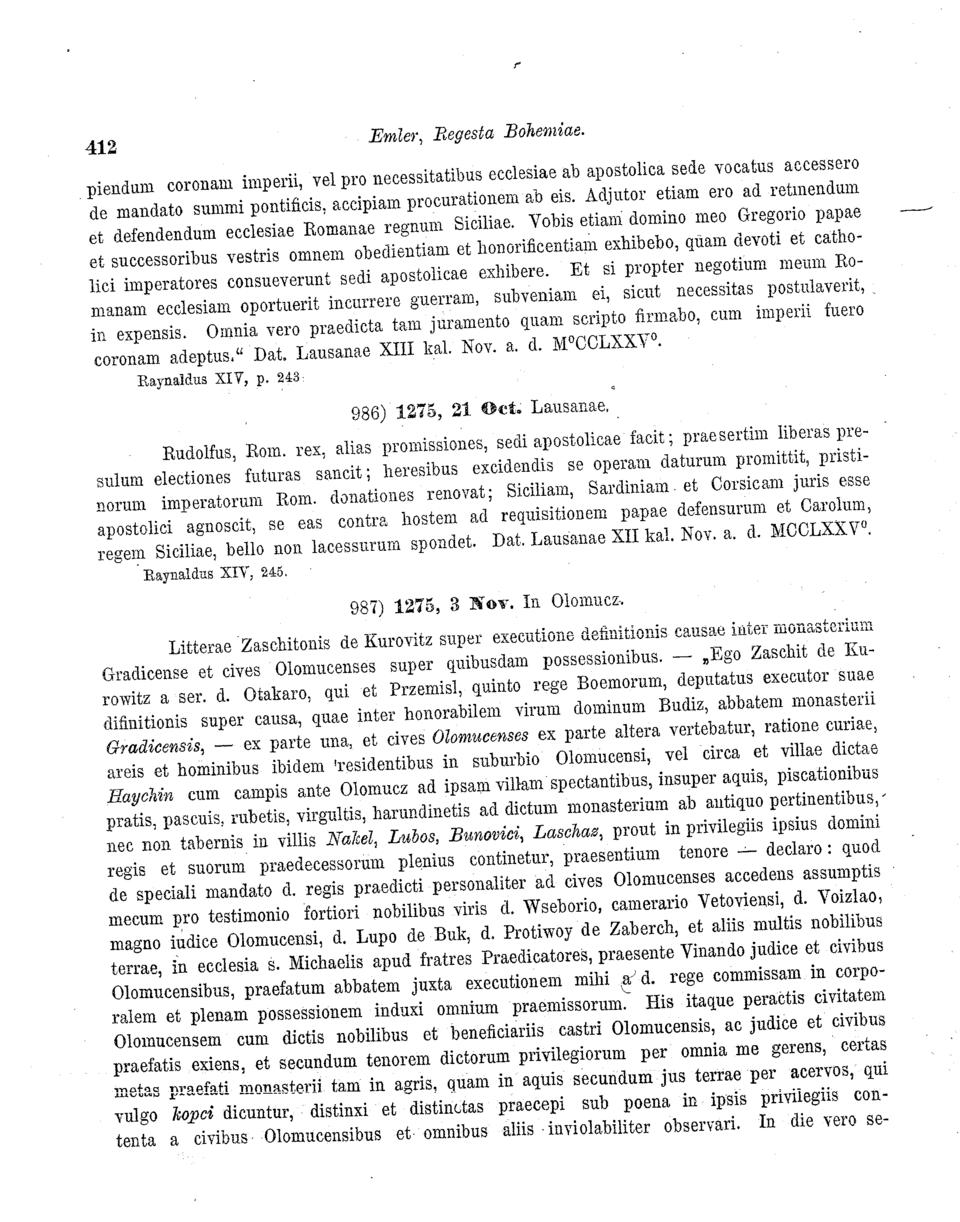 412
Emler, Regesta Bohemiae.
piendum coronam imperii, vel pro necessitatibus ecclesiae ab apostolica sede vocatus accessero
de mandato summi pontificis, accipiam procurationem ab eis. Adjutor etiam ero ad retinendum
et defendendum ecclesiae Romanae regnum Siciliae. Vobis etiam domino meo Gregorio papae
et successoribus vestris omnem obedientiam et honorificentiam exhibebo, quam devoti et catho-
lici imperatores consueverunt sedi apostolicae exhibere. Et si propter negotium meum Ro-
manam ecclesiam oportuerit incurrere guerram, subveniam ei, sicut necessitas postulaverit,
in expensis. Omnia vero praedicta tam juramento quam scripto firmabo, cum imperii fuero
coronam adeptus.“ Dat. Lausanae XIII kal. Nov. a. d. M⁰CCLXXV⁰.
Raynaldus XIV, p. 243
986) 1275, 21 Oct. Lausanae.
Rudolfus, Rom. rex, alias promissiones, sedi apostolicae facit; praesertim liberas pre-
sulum electiones futuras sancit; heresibus excidendis se operam daturum promittit, pristi-
norum imperatorum Rom. donationes renovat; Siciliam, Sardiniam et Corsicam juris esse
apostolici agnoscit, se eas contra hostem ad requisitionem papae defensurum et Carolum,
regem Siciliae, bello non lacessurum spondet. Dat. Lausanae XII kal. Nov. a. d. MCCLXXV⁰.
Raynaldus XIV, 245.
987) 1275, 3 Nov. In Olomucz.
Litterae Zaschitonis de Kurovitz super executione definitionis causae inter monasterium
Gradicense et cives Olomucenses super quibusdam possessionibus. — „Ego Zaschit de Ku-
rowitz a ser. d. Otakaro, qui et Przemisl, quinto rege Boemorum, deputatus executor suae
difinitionis super causa, quae inter honorabilem virum dominum Budiz, abbatem monasterii
Gradicensis, — ex parte una, et cives Olomucenses ex parte altera vertebatur, ratione curiae,
areis et hominibus ibidem residentibus in suburbio Olomucensi, vel circa et villae dictae
Haychin cum campis ante Olomucz ad ipsam villam spectantibus, insuper aquis, piscationibus
pratis, pascuis, rubetis, virgultis, harundinetis ad dictum monasterium ab antiquo pertinentibus,
nec non tabernis in villis Nakel, Lubos, Bunovici, Laschaz, prout in privilegiis ipsius domini
regis et suorum praedecessorum plenius continetur, praesentium tenore — declaro: quod
de speciali mandato d. regis praedicti personaliter ad cives Olomucenses accedens assumptis
mecum pro testimonio fortiori nobilibus viris d. Wseborio, camerario Vetoviensi, d. Voizlao,
magno iudice Olomucensi, d. Lupo de Buk, d. Protiwoy de Zaberch, et aliis multis nobilibus
terrae, in ecclesia s. Michaelis apud fratres Praedicatores, praesente Vinando judice et civibus
Olomucensibus, praefatum abbatem juxta executionem mihi a d. rege commissam in corpo-
ralem et plenam possessionem induxi omnium praemissorum. His itaque peractis civitatem
Olomucensem cum dictis nobilibus et beneficiariis castri Olomucensis, ac judice et civibus
praefatis exiens, et secundum tenorem dictorum privilegiorum per omnia me gerens, certas
metas praefati monasterii tam in agris, quam in aquis secundum jus terrae per acervos, qui
vulgo kopci dicuntur, distinxi et distinctas praecepi sub poena in ipsis privilegiis con-
tenta a civibus Olomucensibus et omnibus aliis inviolabiliter observari. In die vero se-